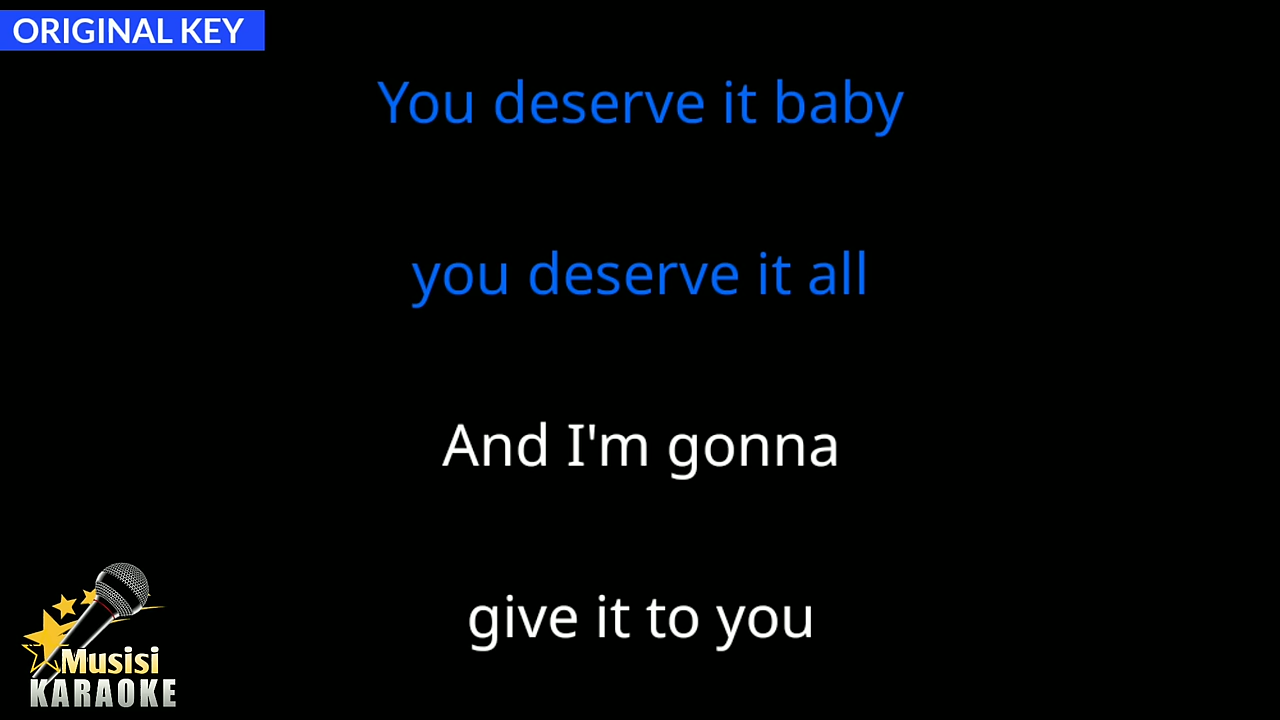 ORIGINAL KEY
You deserve it baby
you deserve it all
And I'm gonna
give it to you
Musisi
KARAOKE